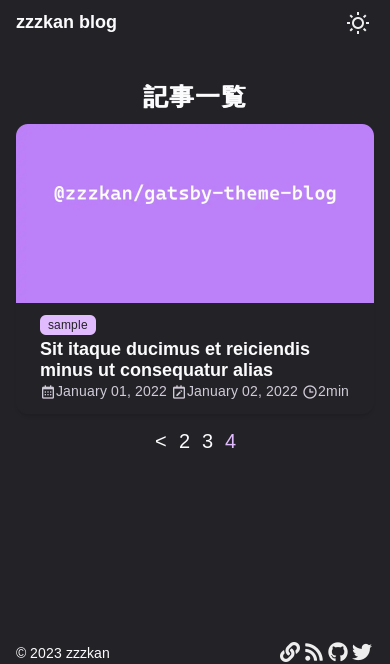 zzzkan blog
記事一覧
@zzzkan/gatsby-theme-blog
sample
Sit itaque ducimus et reiciendis
minus ut consequatur alias
January 01, 2022 January 02, 2022 2min
< 2 3 4
© 2023 zzzkan